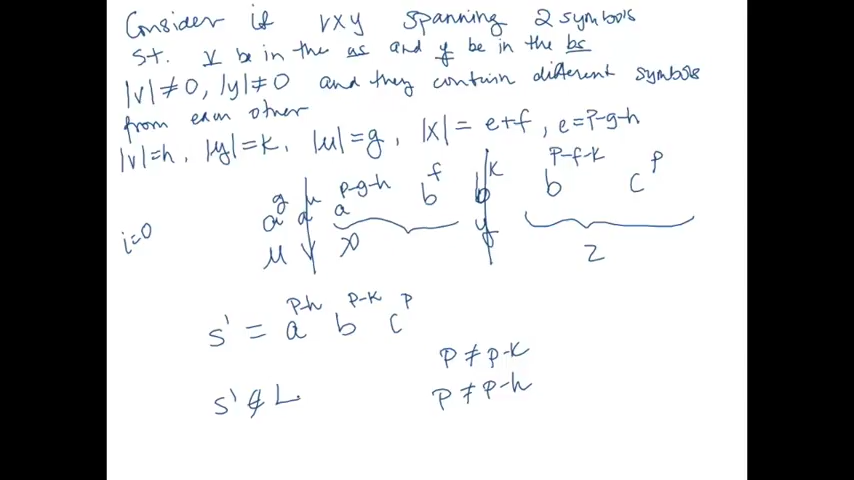 Consider if vxy spanning 2 symbols
st. v be in the as and y be in the bs
|v|≠0, |y|≠0 and they contain different symbols
from each other
|v|=h, |y|=k, |u|=g, |x|=e+f, e=p-g-h
i=0 a^g a^h a^{p-g-h} b^f b^k b^{p-f-k} c^p
u v x y z
s' = a^{p-h} b^{p-k} c^p
p≠p-k
s' ∉ L p≠p-h